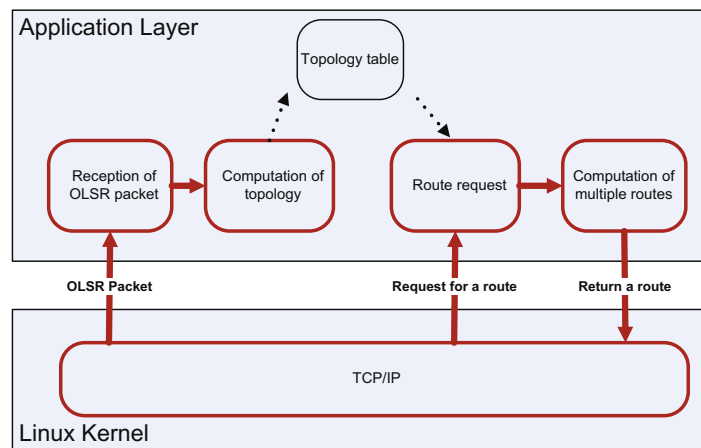 Application Layer
Topology table
Reception of
OLSR packet
Computation of
topology
Route request
Computation of
multiple routes
OLSR Packet
Request for a route
Return a route
TCP/IP
Linux Kernel